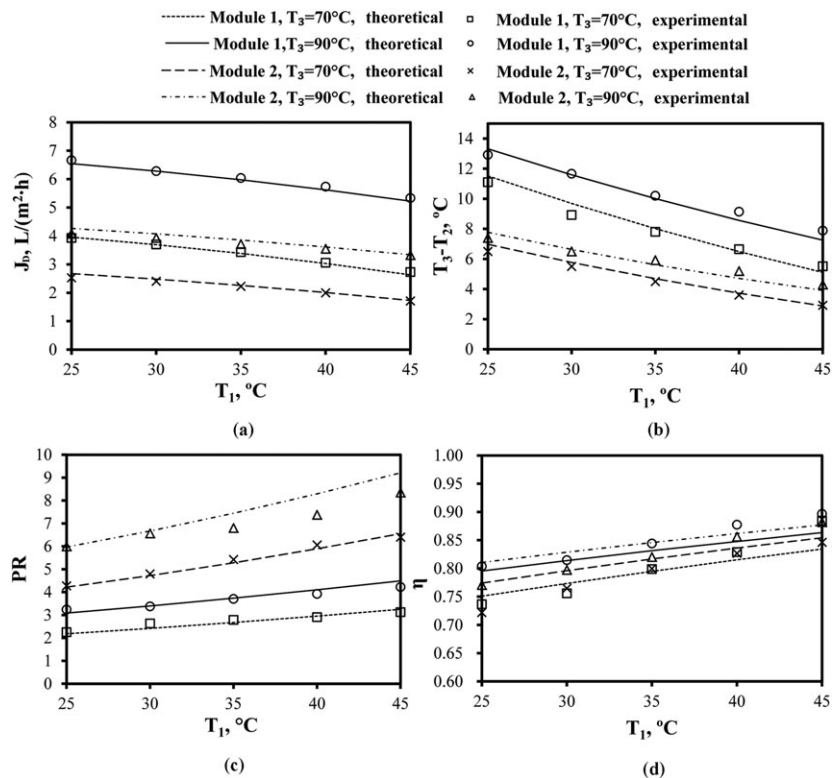 Module 1, T₃=70°C, theoretical
Module 1, T₃=70°C, experimental
Module 1,T₃=90°C, theoretical
Module 1, T₃=90°C, experimental
Module 2, T₃=70°C, theoretical
Module 2, T₃=70°C, experimental
Module 2, T₃=90°C, theoretical
Module 2, T₃=90°C, experimental
J_D, L/(m²·h)
8
7
6
5
4
3
2
1
0
25 30 35 40 45
T₁, ºC
(a)
T₃-T₂, ºC
14
12
10
8
6
4
2
0
25 30 35 40 45
T₁, ºC
(b)
PR
10
9
8
7
6
5
4
3
2
1
0
25 30 35 40 45
T₁, °C
(c)
η
1.00
0.95
0.90
0.85
0.80
0.75
0.70
0.65
0.60
25 30 35 40 45
T₁, ºC
(d)